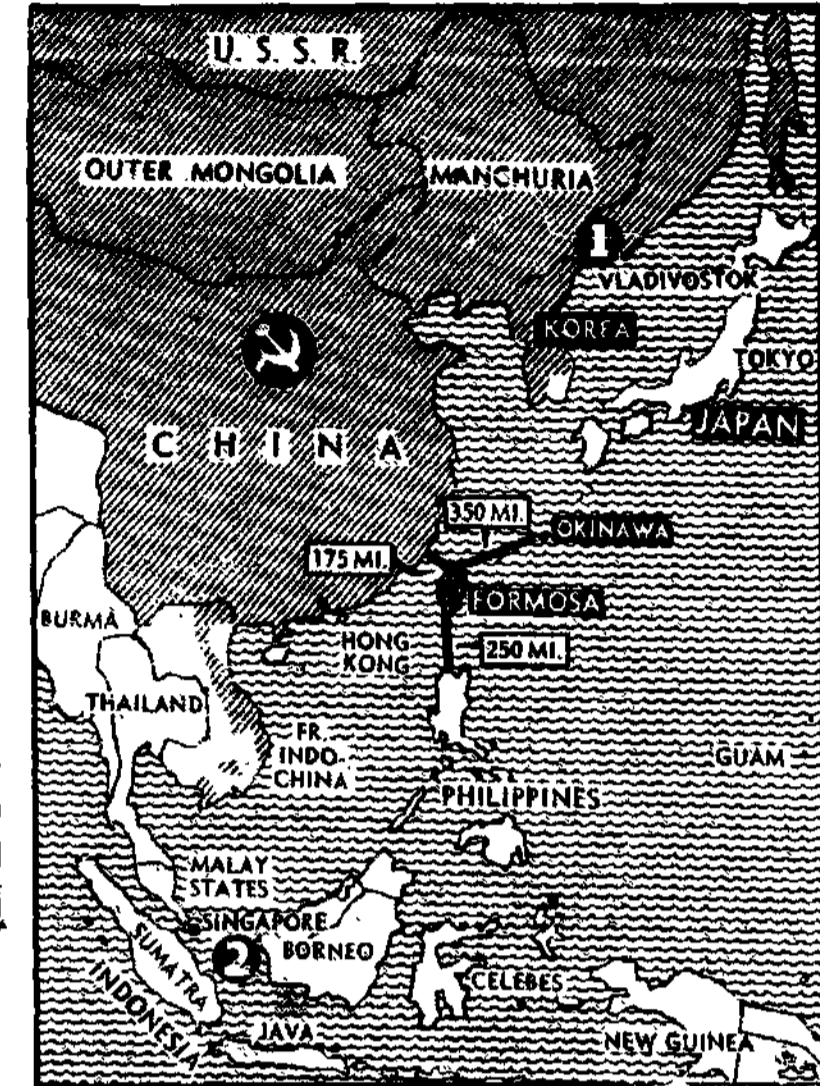 U. S. S. R.
OUTER MONGOLIA
MANCHURIA
1
VLADIVOSTOK
KOREA
TOKYO
JAPAN
CHINA
350 MI.
OKINAWA
175 MI.
FORMOSA
BURMA
HONG
KONG
250 MI.
THAILAND
FR.
INDO-
CHINA
GUAM
PHILIPPINES
MALAY
STATES
SINGAPORE
2
BORNEO
SUMATRA
CELEBES
INDONESIA
JAVA
NEW GUINEA